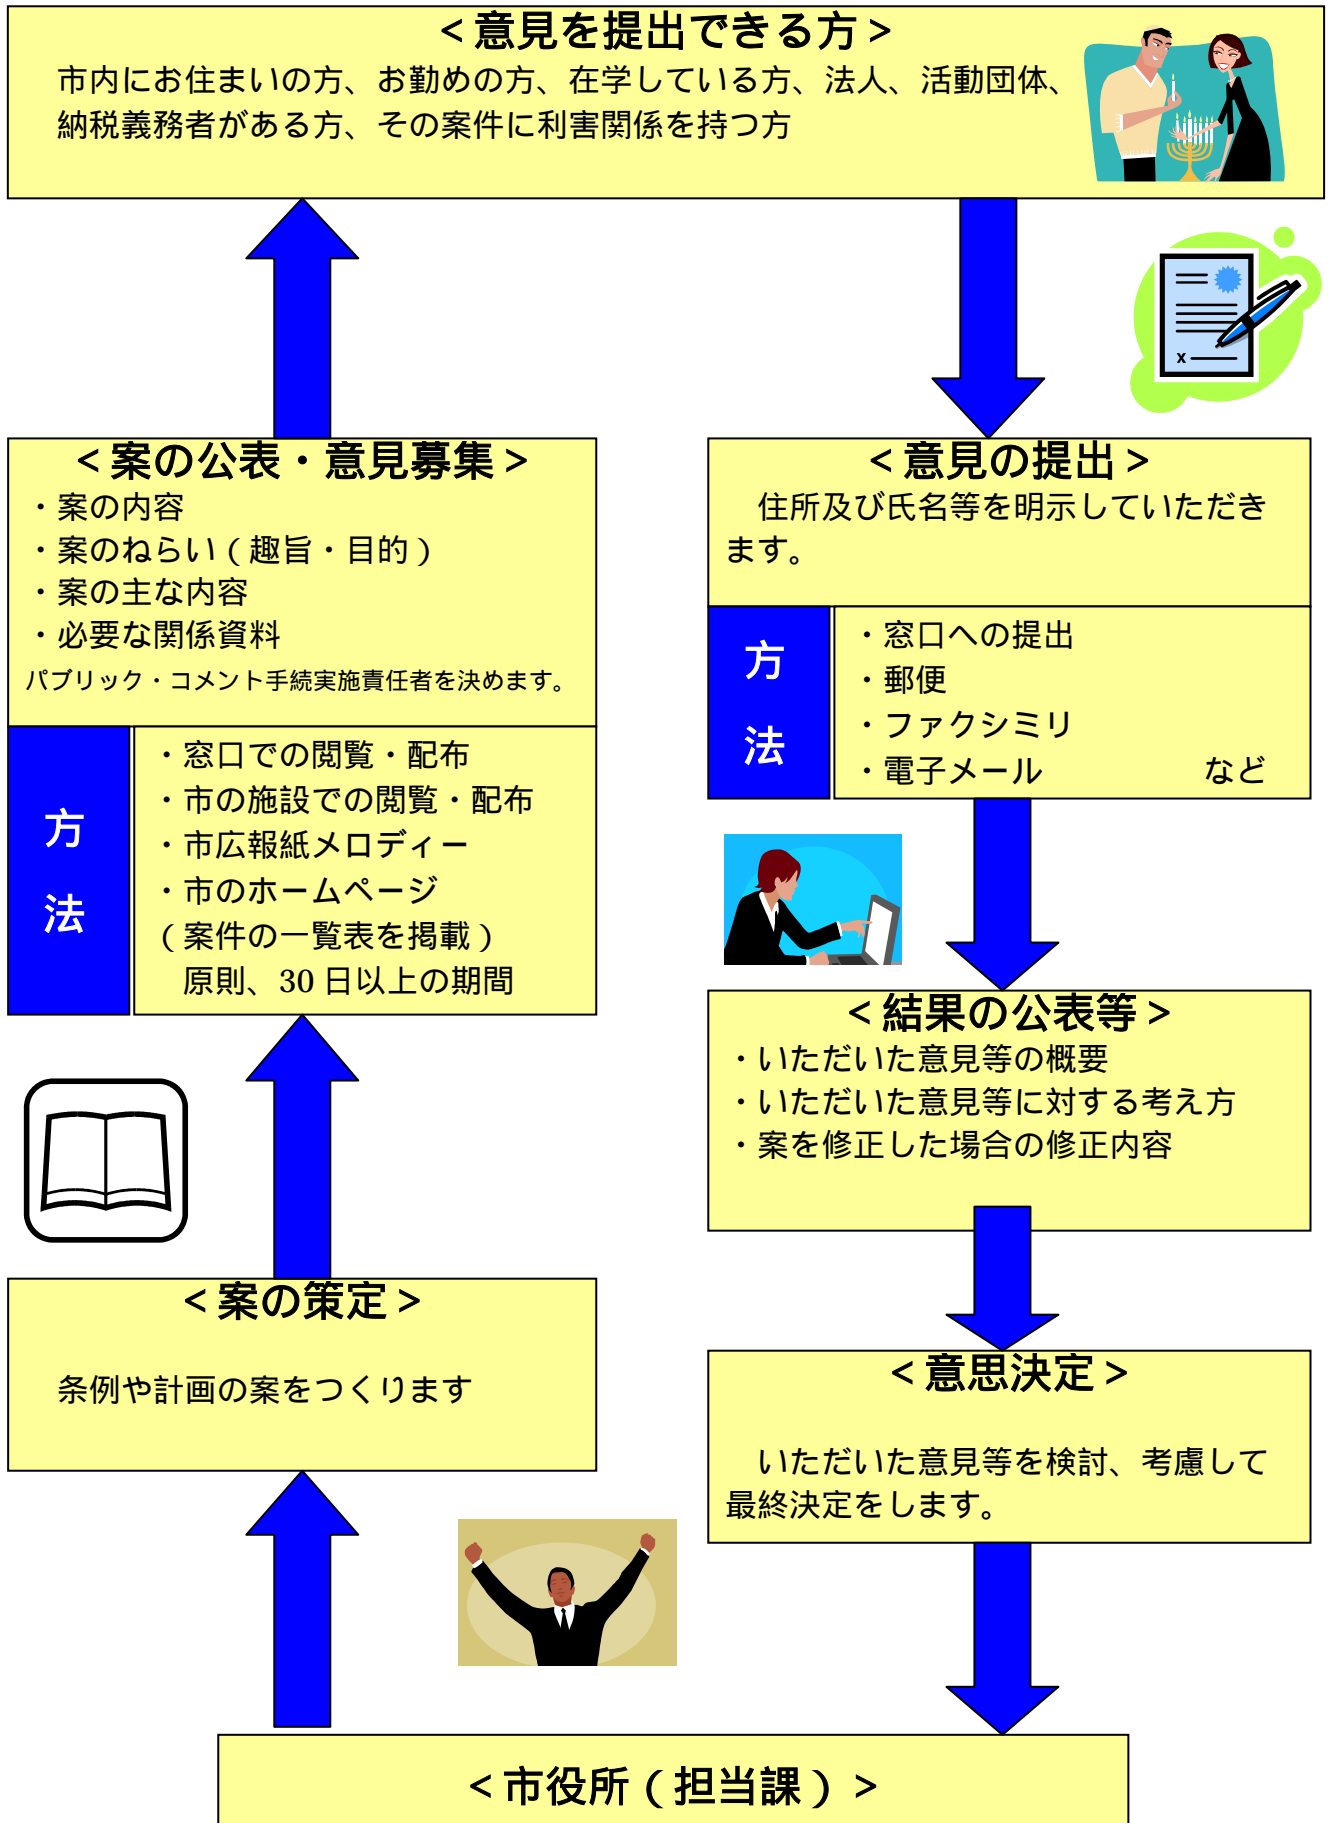 ＜意見を提出できる方＞
市内にお住まいの方、お勤めの方、在学している方、法人、活動団体、
納税義務者がある方、その案件に利害関係を持つ方
＜案の公表・意見募集＞
・案の内容
・案のねらい（趣旨・目的）
・案の主な内容
・必要な関係資料
パブリック・コメント手続実施責任者を決めます。
方
法
・窓口での閲覧・配布
・市の施設での閲覧・配布
・市広報紙メロディー
・市のホームページ
（案件の一覧表を掲載）
原則、30日以上の期間
＜案の策定＞
条例や計画の案をつくります
x
＜意見の提出＞
住所及び氏名等を明示していただき
ます。
方
法
・窓口への提出
・郵便
・ファクシミリ
・電子メール　　　　　など
＜結果の公表等＞
・いただいた意見等の概要
・いただいた意見等に対する考え方
・案を修正した場合の修正内容
＜意思決定＞
いただいた意見等を検討、考慮して
最終決定をします。
＜市役所（担当課）＞